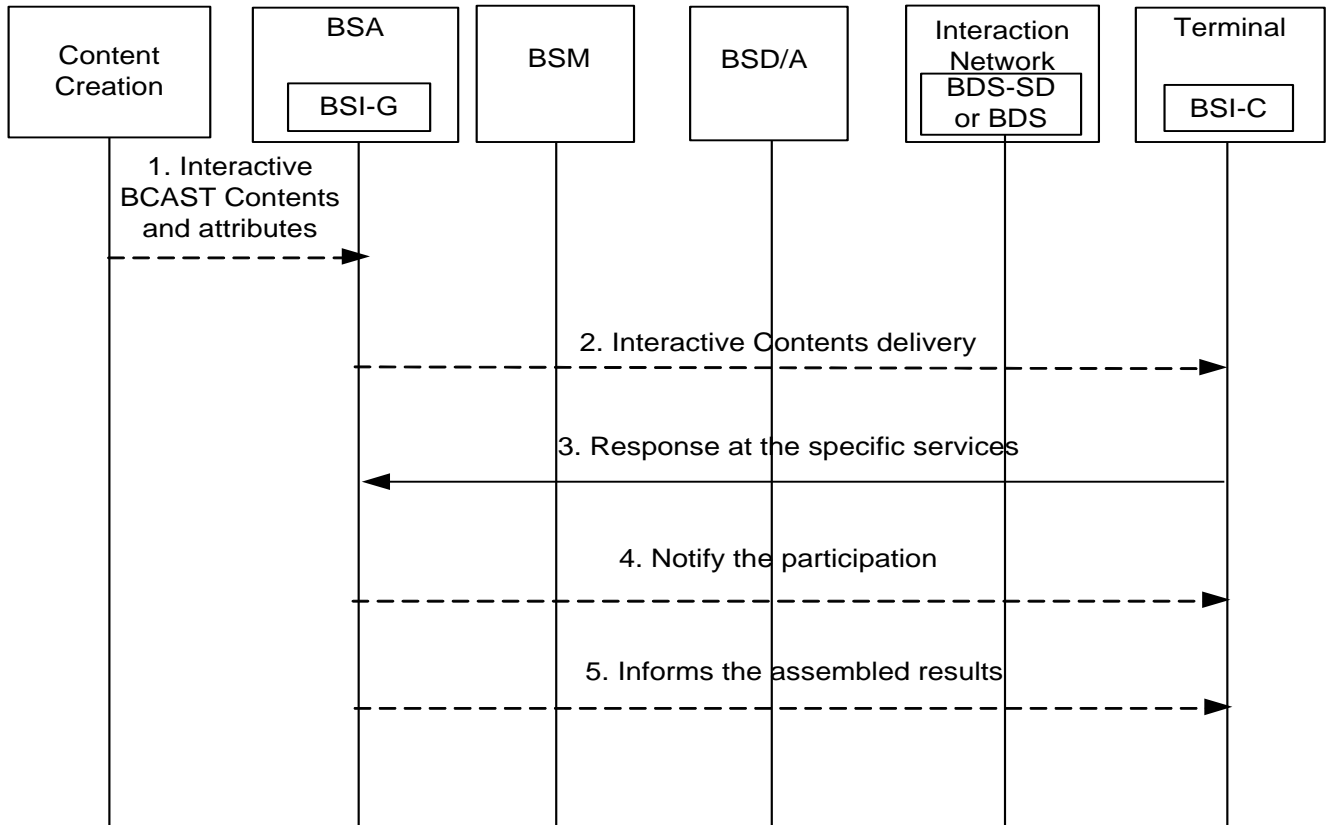 Content
Creation
BSA
BSI-G
BSM
BSD/A
Interaction
Network
BDS-SD
or BDS
Terminal
BSI-C
1. Interactive
BCAST Contents
and attributes
2. Interactive Contents delivery
3. Response at the specific services
4. Notify the participation
5. Informs the assembled results